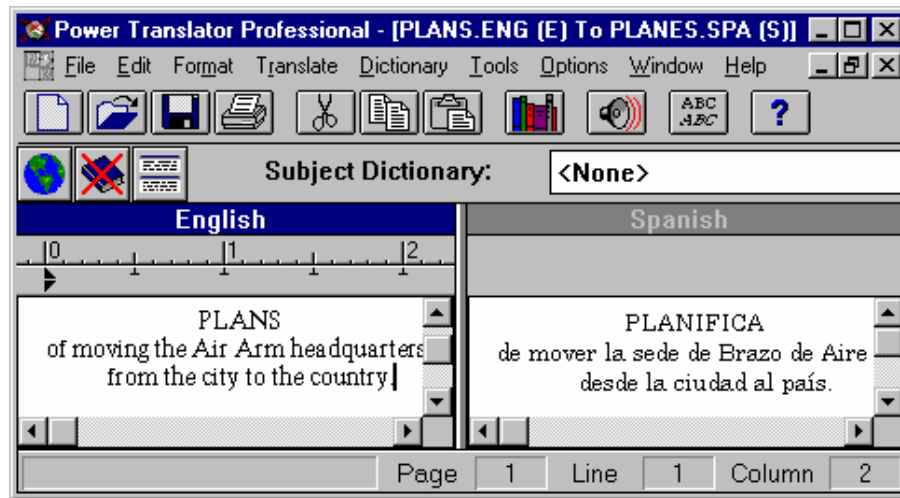 Power Translator Professional - [PLANS.ENG (E) To PLANES.SPA (S)]
File Edit Format Translate Dictionary Tools Options Window Help
ABC
ABC
?
Subject Dictionary: <None>
English
Spanish
0 1 2
PLANS
of moving the Air Arm headquarters
from the city to the country.
PLANIFICA
de mover la sede de Brazo de Aire
desde la ciudad al país.
Page 1 Line 1 Column 2